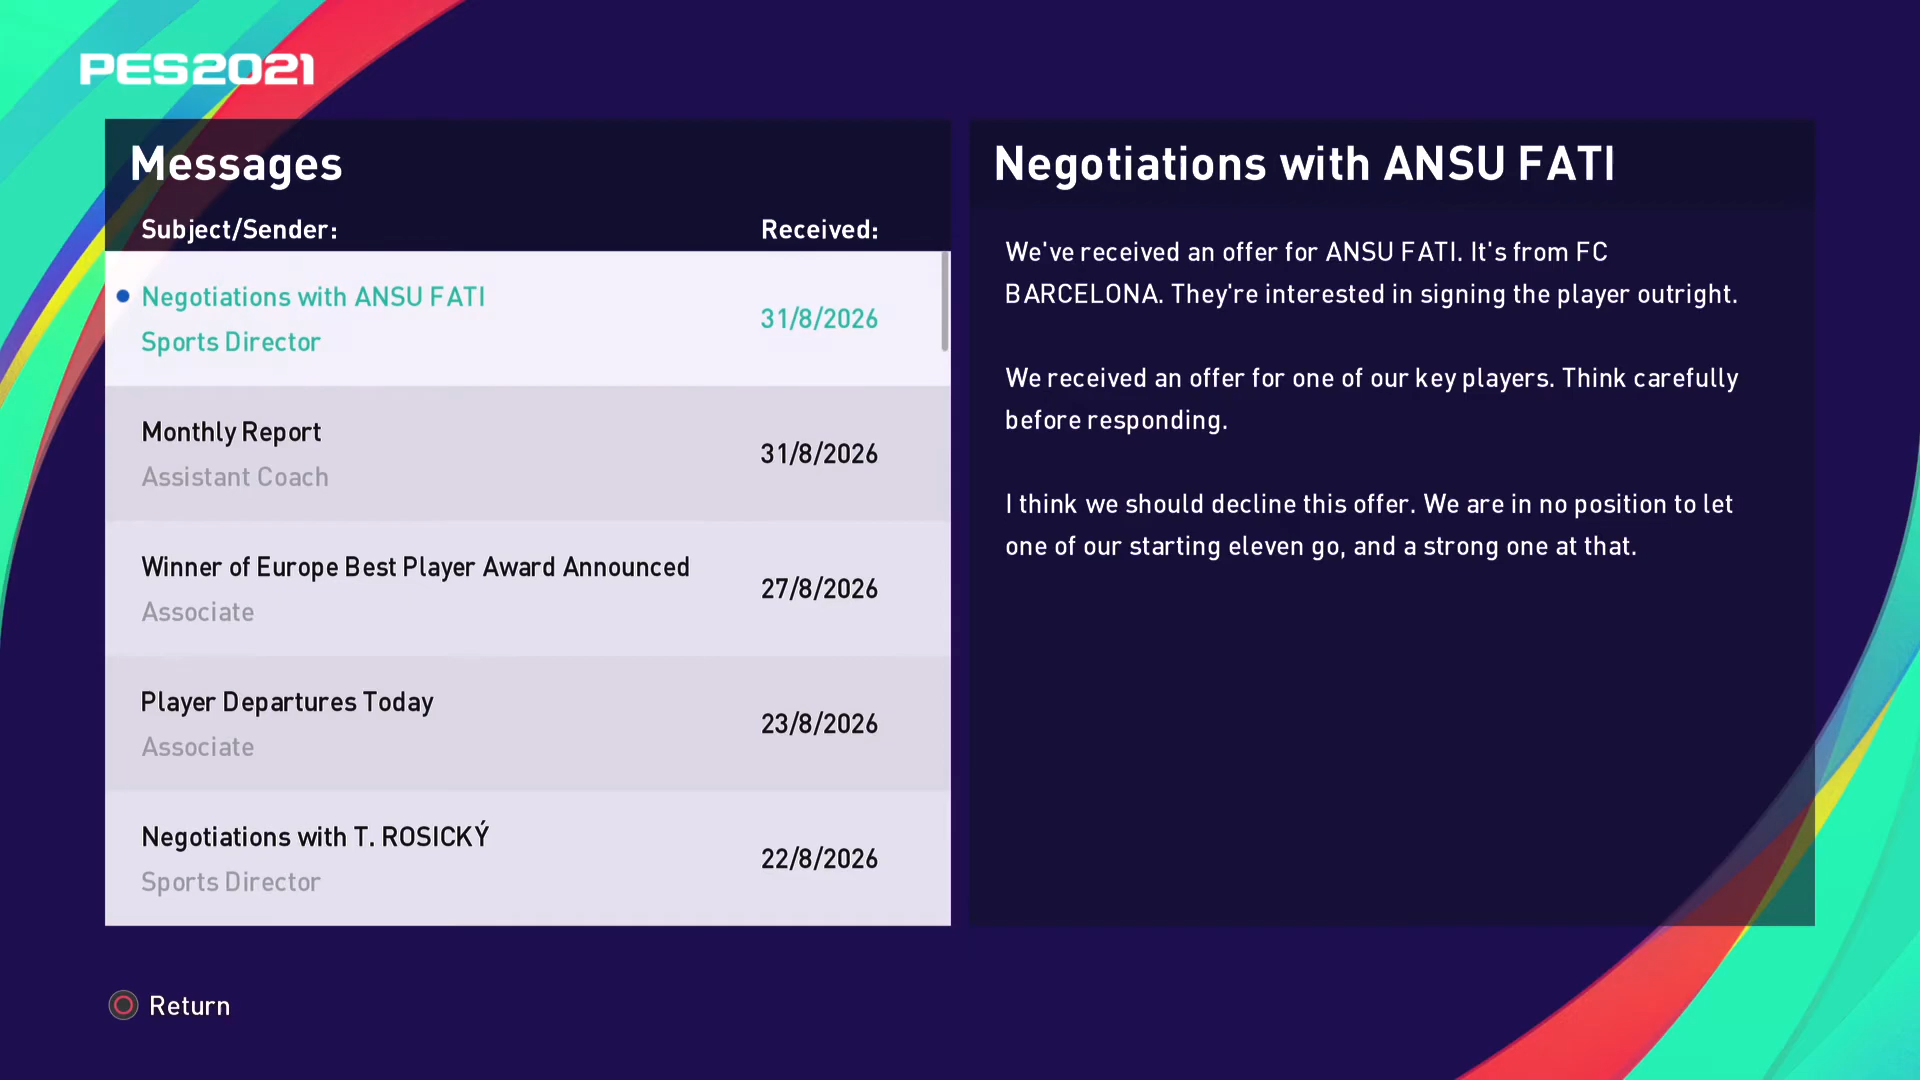 PES2021
Messages
Subject/Sender: Received:
Negotiations with ANSU FATI
Sports Director
31/8/2026
Monthly Report
Assistant Coach
31/8/2026
Winner of Europe Best Player Award Announced
Associate
27/8/2026
Player Departures Today
Associate
23/8/2026
Negotiations with T. ROSICKÝ
Sports Director
22/8/2026
Negotiations with ANSU FATI
We've received an offer for ANSU FATI. It's from FC
BARCELONA. They're interested in signing the player outright.
We received an offer for one of our key players. Think carefully
before responding.
I think we should decline this offer. We are in no position to let
one of our starting eleven go, and a strong one at that.
Return